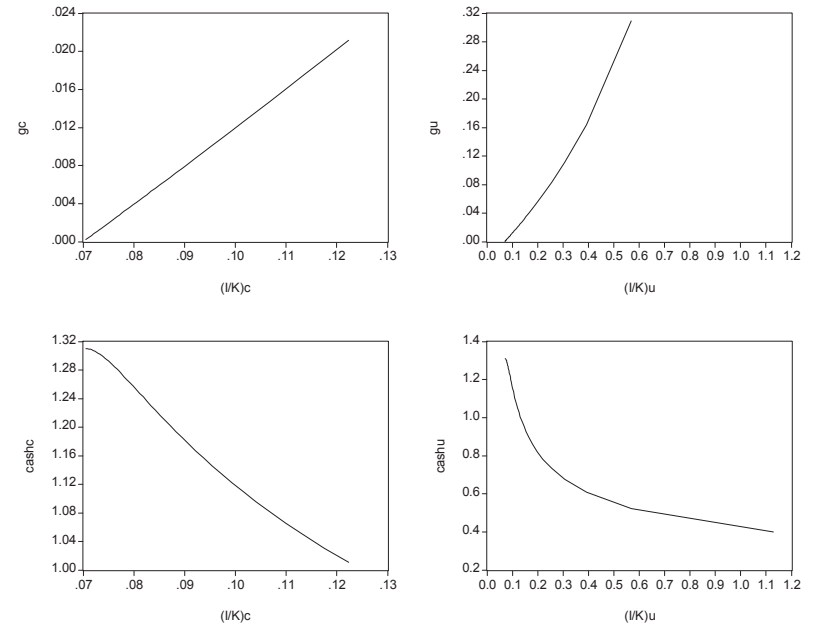 .024
.020
.016
.012
.008
.004
.000
gc
.07 .08 .09 .10 .11 .12 .13
(I/K)c
.32
.28
.24
.20
.16
.12
.08
.04
.00
gu
0.0 0.1 0.2 0.3 0.4 0.5 0.6 0.7 0.8 0.9 1.0 1.1 1.2
(I/K)u
1.32
1.28
1.24
1.20
1.16
1.12
1.08
1.04
1.00
cashc
.07 .08 .09 .10 .11 .12 .13
(I/K)c
1.4
1.2
1.0
0.8
0.6
0.4
0.2
cashu
0.0 0.1 0.2 0.3 0.4 0.5 0.6 0.7 0.8 0.9 1.0 1.1 1.2
(I/K)u